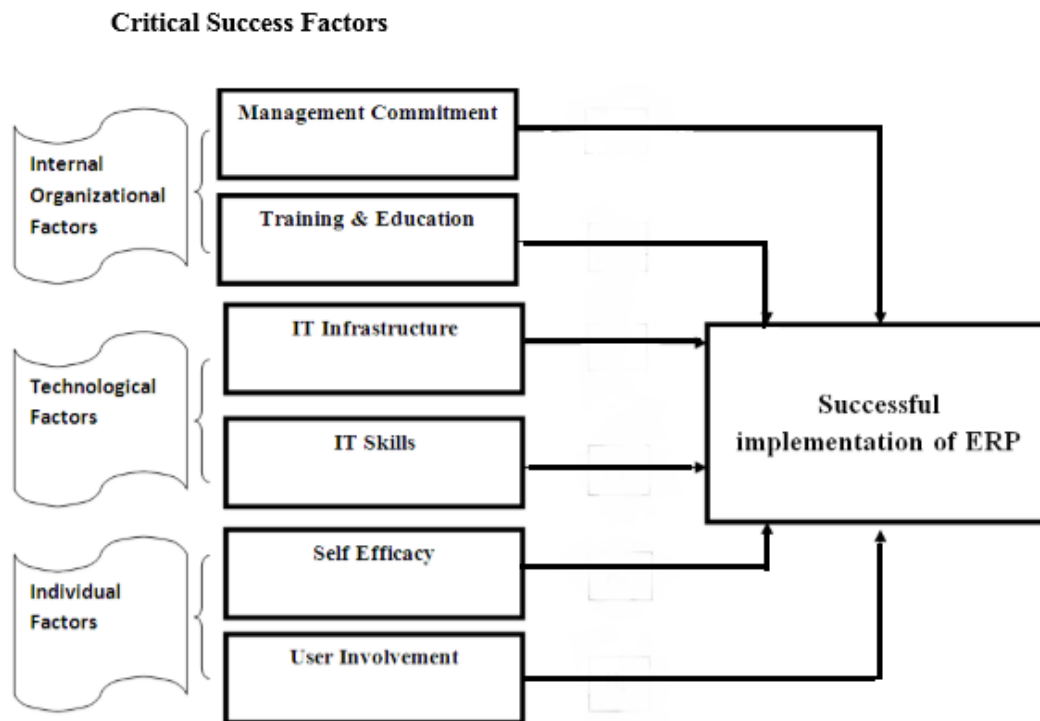 Critical Success Factors
Internal
Organizational
Factors
Management Commitment
Training & Education
Technological
Factors
IT Infrastructure
IT Skills
Individual
Factors
Self Efficacy
User Involvement
Successful
implementation of ERP